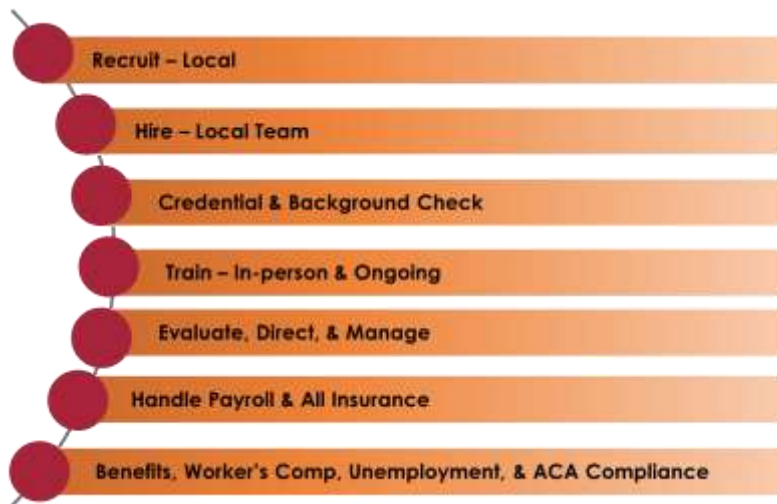 Recruit – Local
Hire – Local Team
Credential & Background Check
Train – In-person & Ongoing
Evaluate, Direct, & Manage
Handle Payroll & All Insurance
Benefits, Worker's Comp, Unemployment, & ACA Compliance